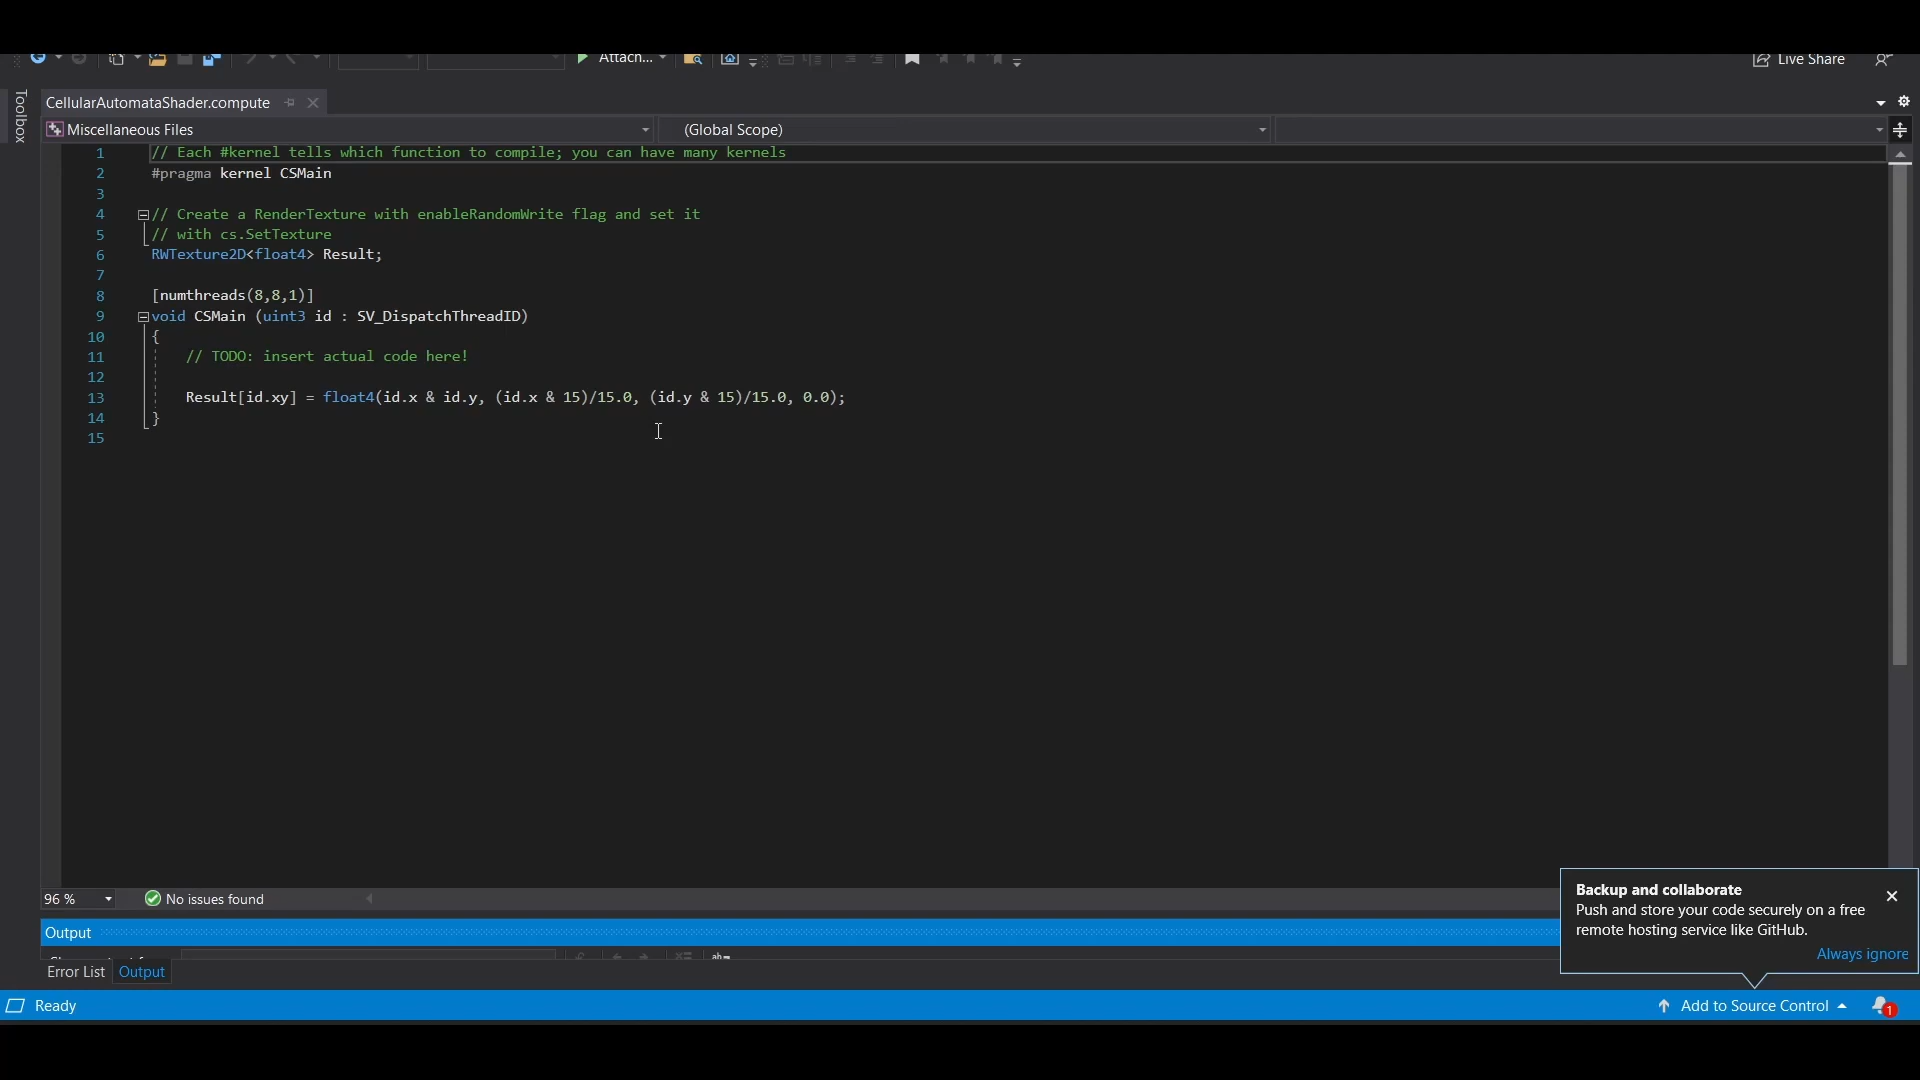 Attach...
Live Share
Toolbox
CellularAutomataShader.compute
Miscellaneous Files
(Global Scope)
1 // Each #kernel tells which function to compile; you can have many kernels
2 #pragma kernel CSMain
3
4 // Create a RenderTexture with enableRandomWrite flag and set it
5 // with cs.SetTexture
6 RWTexture2D<float4> Result;
7
8 [numthreads(8,8,1)]
9 void CSMain (uint3 id : SV_DispatchThreadID)
10 {
11 // TODO: insert actual code here!
12
13 Result[id.xy] = float4(id.x & id.y, (id.x & 15)/15.0, (id.y & 15)/15.0, 0.0);
14 }
15
96 %
No issues found
Backup and collaborate
Push and store your code securely on a free
remote hosting service like GitHub.
Always ignore
Output
Error List
Output
Ready
Add to Source Control
1